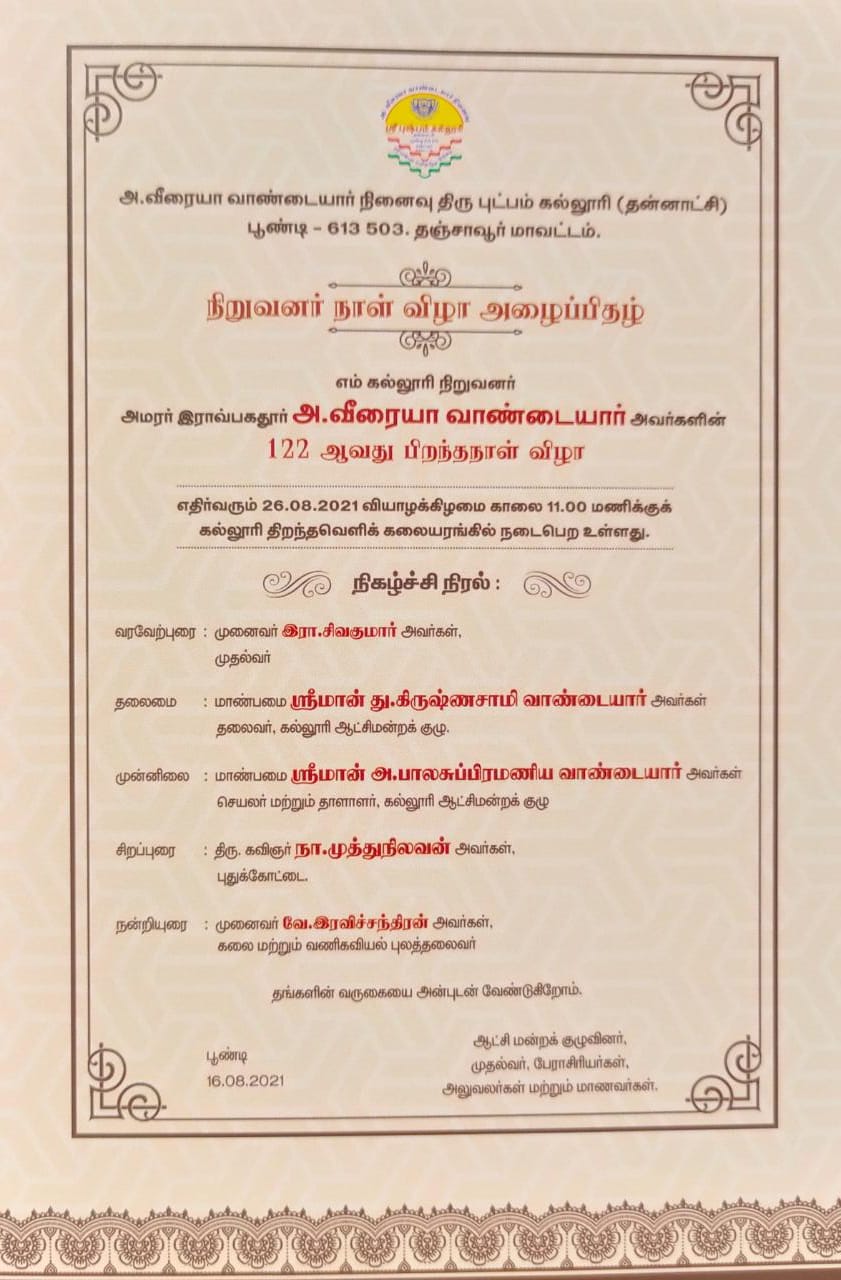 ஸ்ரீ புஷ்பம் கல்லூரி
அ.வீரையா வாண்டையார் நினைவு திரு புட்பம் கல்லூரி (தன்னாட்சி)
பூண்டி – 613 503. தஞ்சாவூர் மாவட்டம்.
நிறுவனர் நாள் விழா அழைப்பிதழ்
எம் கல்லூரி நிறுவனர்
அமரர் இராவ்பகதூர் அ.வீரையா வாண்டையார் அவர்களின்
122 ஆவது பிறந்தநாள் விழா
எதிர்வரும் 26.08.2021 வியாழக்கிழமை காலை 11.00 மணிக்குக்
கல்லூரி திறந்தவெளிக் கலையரங்கில் நடைபெற உள்ளது.
நிகழ்ச்சி நிரல் :
வரவேற்புரை : முனைவர் இரா.சிவகுமார் அவர்கள்,
முதல்வர்
தலைமை : மாண்பமை ஸ்ரீமான் து.கிருஷ்ணசாமி வாண்டையார் அவர்கள்
தலைவர், கல்லூரி ஆட்சிமன்றக் குழு.
முன்னிலை : மாண்பமை ஸ்ரீமான் அ.பாலசுப்பிரமணிய வாண்டையார் அவர்கள்
செயலர் மற்றும் தாளாளர், கல்லூரி ஆட்சிமன்றக் குழு
சிறப்புரை : திரு. கவிஞர் நா.முத்துநிலவன் அவர்கள்,
புதுக்கோட்டை.
நன்றியுரை : முனைவர் வே.இரவிச்சந்திரன் அவர்கள்,
கலை மற்றும் வணிகவியல் புலத்தலைவர்
தங்களின் வருகையை அன்புடன் வேண்டுகிறோம்.
பூண்டி
16.08.2021
ஆட்சி மன்றக் குழுவினர்,
முதல்வர், பேராசிரியர்கள்,
அலுவலர்கள் மற்றும் மாணவர்கள்.